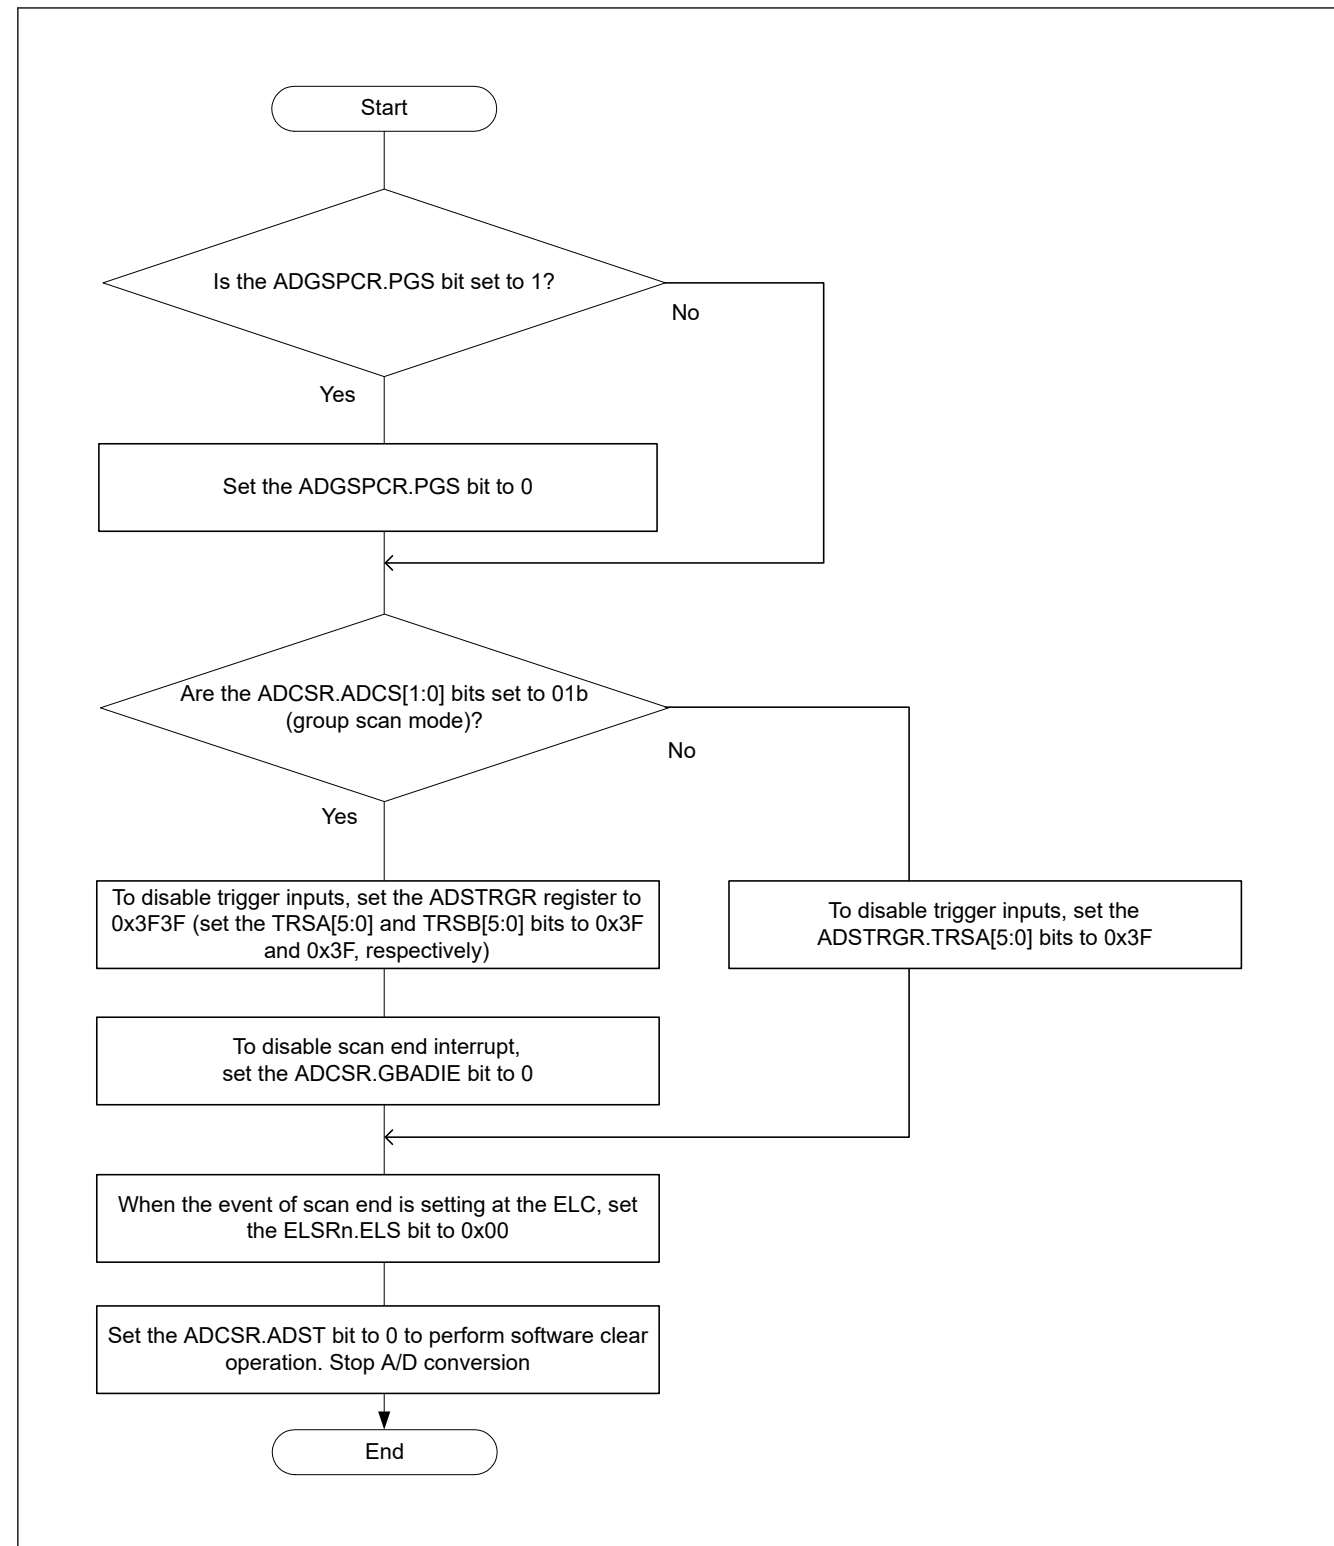 Start
Is the ADGSPCR.PGS bit set to 1?
No
Yes
Set the ADGSPCR.PGS bit to 0
Are the ADCSR.ADCS[1:0] bits set to 01b
(group scan mode)?
No
Yes
To disable trigger inputs, set the ADSTRGR register to
0x3F3F (set the TRSA[5:0] and TRSB[5:0] bits to 0x3F
and 0x3F, respectively)
To disable trigger inputs, set the
ADSTRGR.TRSA[5:0] bits to 0x3F
To disable scan end interrupt,
set the ADCSR.GBADIE bit to 0
When the event of scan end is setting at the ELC, set
the ELSRn.ELS bit to 0x00
Set the ADCSR.ADST bit to 0 to perform software clear
operation. Stop A/D conversion
End